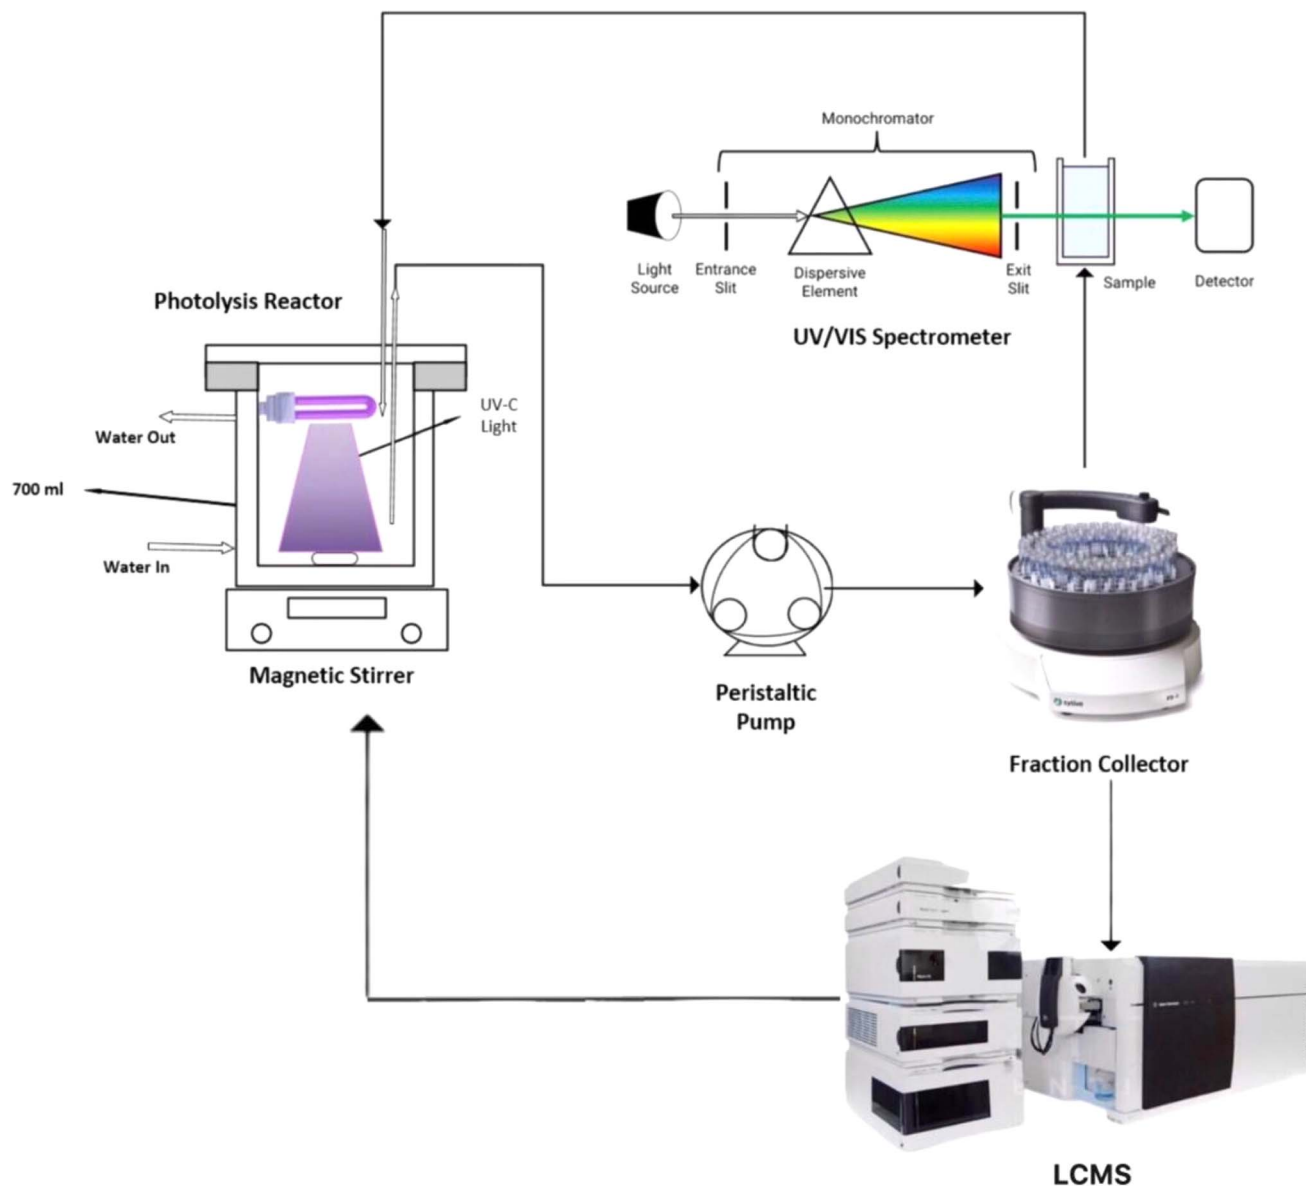 Monochromator
Light
Source
Entrance
Slit
Dispersive
Element
Exit
Slit
Sample
Detector
UV/VIS Spectrometer
Photolysis Reactor
UV-C
Light
Water Out
700 ml
Water In
Magnetic Stirrer
Peristaltic
Pump
Fraction Collector
LCMS